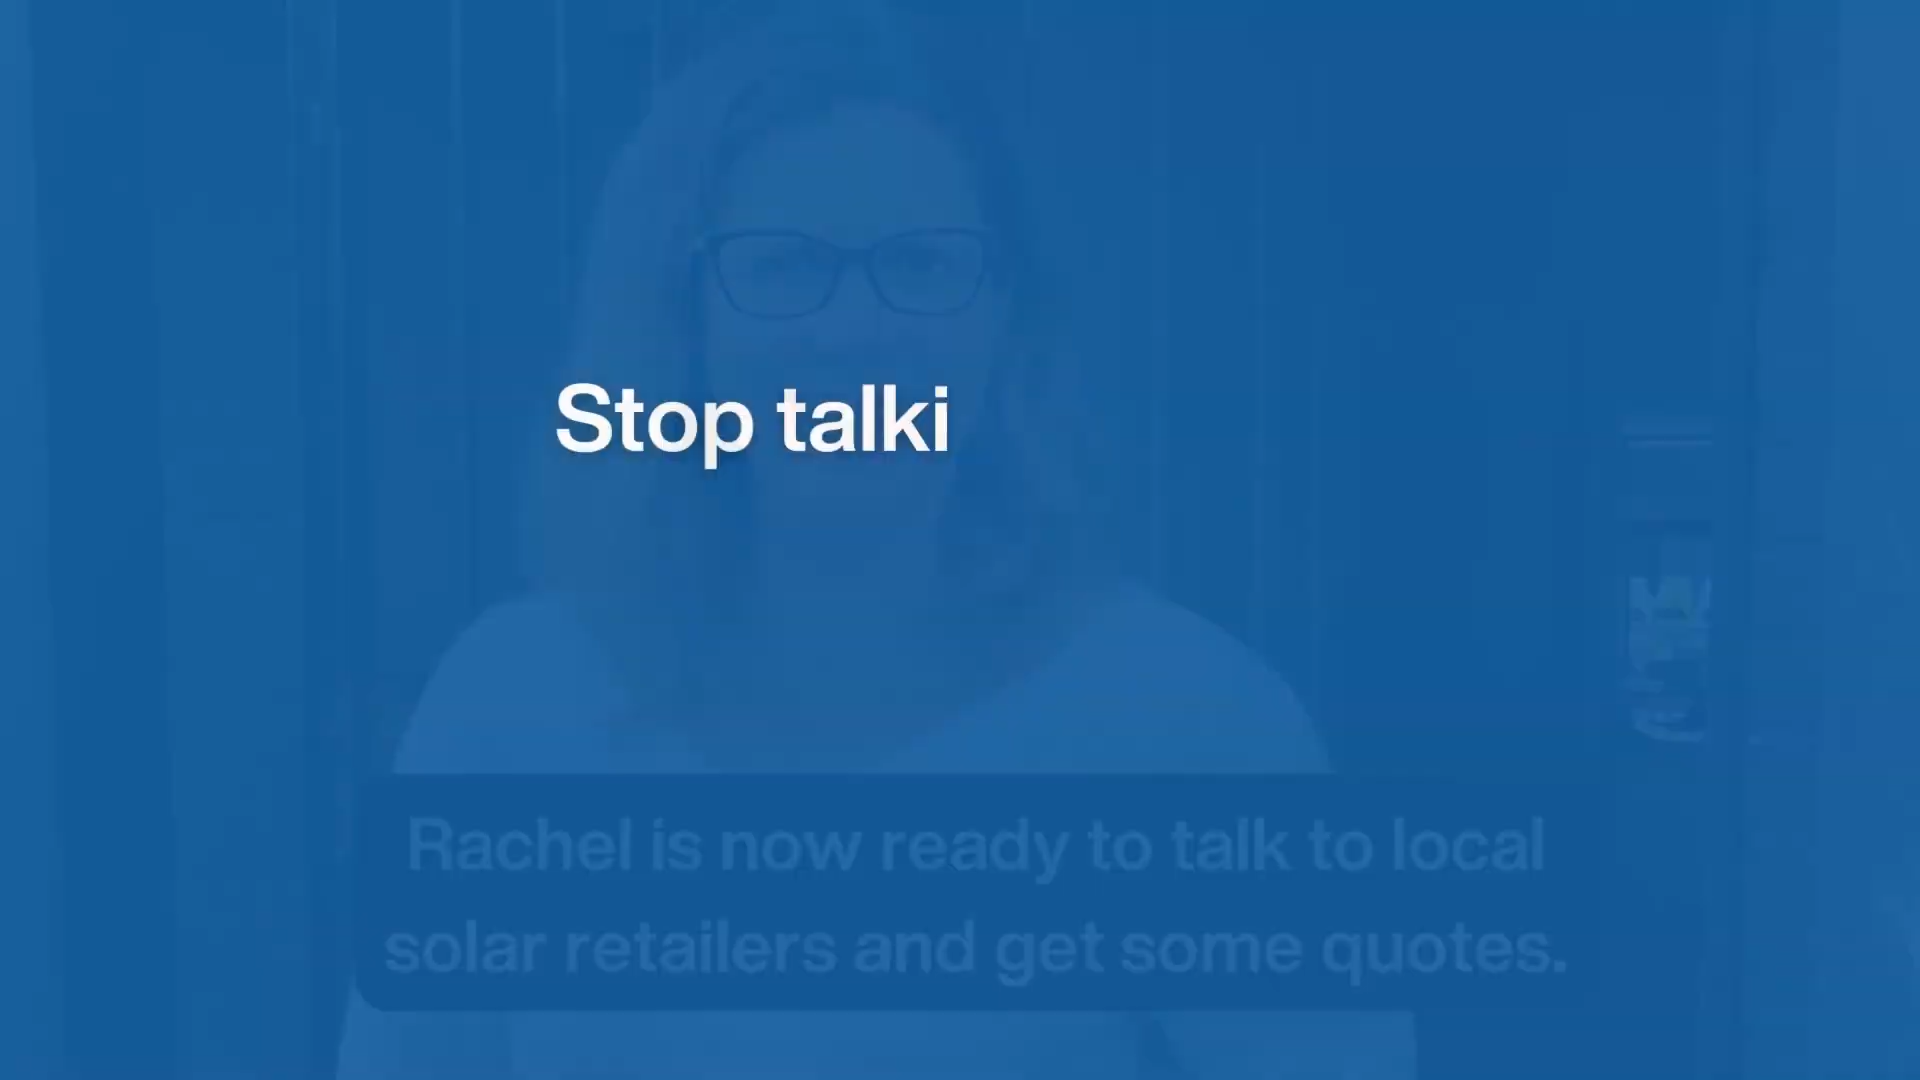 Stop talki
Rachel is now ready to talk to local
solar retailers and get some quotes.